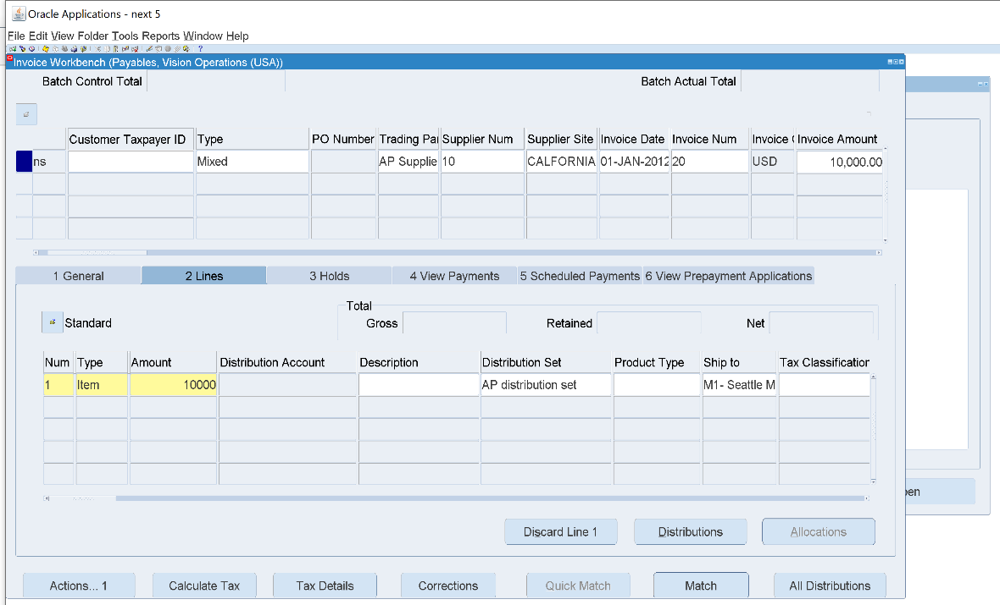 Oracle Applications - next 5
File Edit View Folder Tools Reports Window Help
Invoice Workbench (Payables, Vision Operations (USA))
Batch Control Total Batch Actual Total
Customer Taxpayer ID Type PO Number Trading Par Supplier Num Supplier Site Invoice Date Invoice Num Invoice Invoice Amount
ns Mixed AP Supplie 10 CALFORNIA 01-JAN-2012 20 USD 10,000.00
1 General 2 Lines 3 Holds 4 View Payments 5 Scheduled Payments 6 View Prepayment Applications
Total
Standard Gross Retained Net
Num Type Amount Distribution Account Description Distribution Set Product Type Ship to Tax Classification
1 Item 10000 AP distribution set M1- Seattle M
pen
Discard Line 1 Distributions Allocations
Actions... 1 Calculate Tax Tax Details Corrections Quick Match Match All Distributions